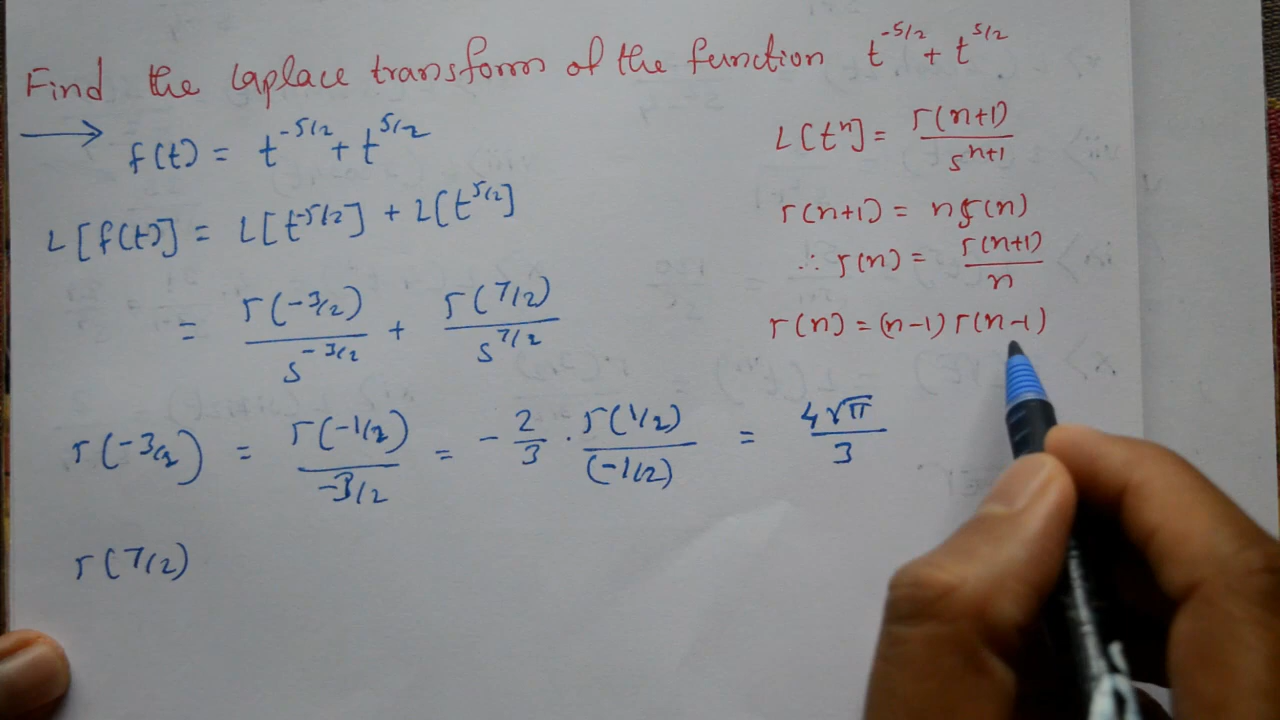 Find the laplace transform of the function t^-5/2 + t^5/2
f(t) = t^-5/2 + t^5/2
L[f(t)] = L[t^-5/2] + L[t^5/2]
= Γ(-3/2)/s^-3/2 + Γ(7/2)/s^7/2
Γ(-3/2) = Γ(-1/2)/-3/2 = -2/3 . Γ(1/2)/(-1/2) = 4√π/3
Γ(7/2)
L[t^n] = Γ(n+1)/s^n+1
Γ(n+1) = nΓ(n)
∴ Γ(n) = Γ(n+1)/n
Γ(n) = (n-1) Γ(n-1)